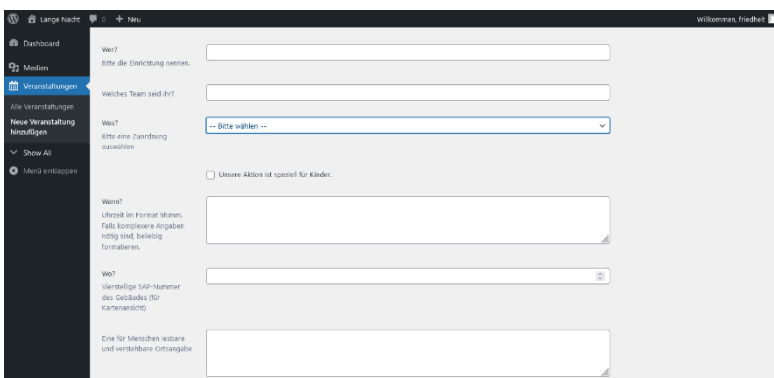 Lange Nacht 0 + Neu Willkommen, friedhelt
Dashboard
Medien
Veranstaltungen
Alle Veranstaltungen
Neue Veranstaltung
hinzufügen
Show All
Menü einklappen
Wer?
Bitte die Einrichtung nennen.
Welches Team seid ihr?
Was?
Bitte eine Zuordnung
auswählen
-- Bitte wählen --
Unsere Aktion ist speziell für Kinder.
Wann?
Uhrzeit im Format hh:mm.
Falls komplexere Angaben
nötig sind, beliebig
formatieren.
Wo?
Vierstellige SAP-Nummer
des Gebäudes (für
Kartenansicht)
Eine für Menschen lesbare
und verstehbare Ortsangabe